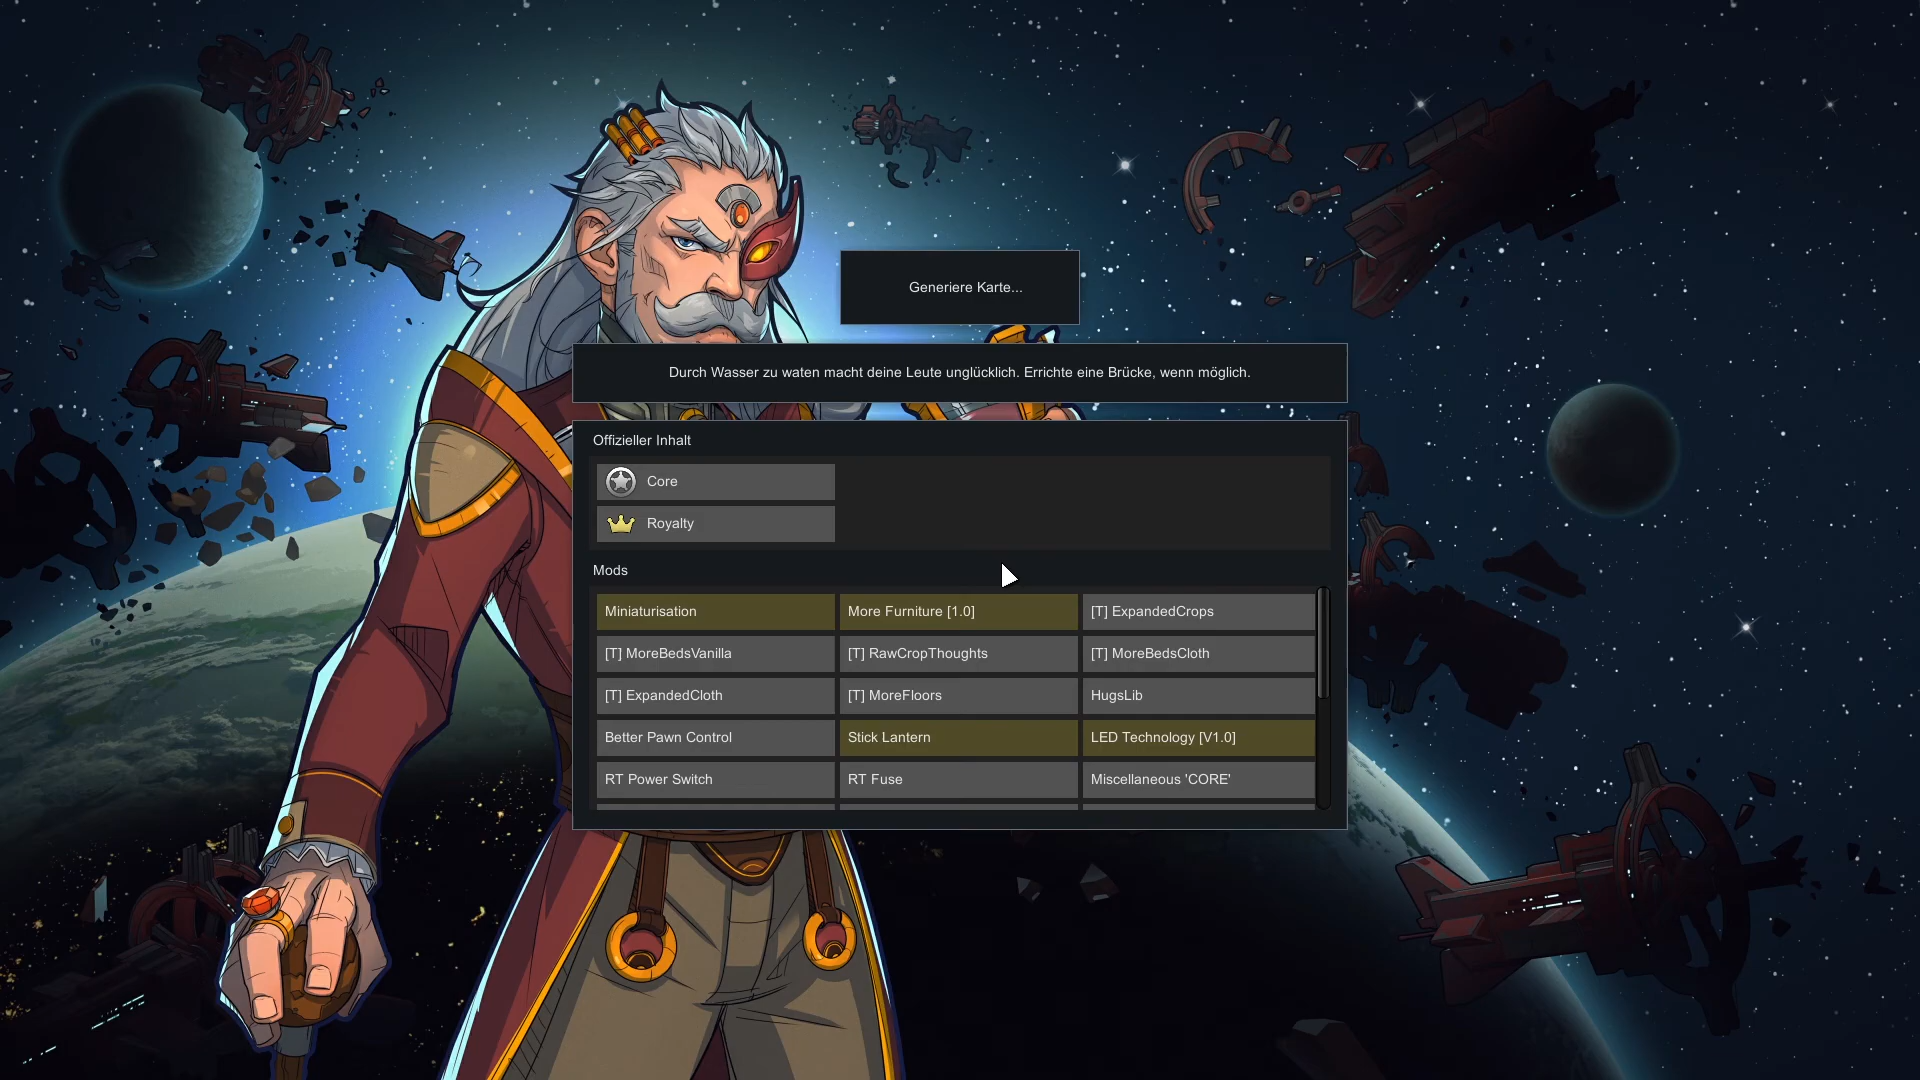 Generiere Karte...
Durch Wasser zu waten macht deine Leute unglücklich. Errichte eine Brücke, wenn möglich.
Offizieller Inhalt
Core
Royalty
Mods
Miniaturisation
More Furniture [1.0]
[T] ExpandedCrops
[T] MoreBedsVanilla
[T] RawCropThoughts
[T] MoreBedsCloth
[T] ExpandedCloth
[T] MoreFloors
HugsLib
Better Pawn Control
Stick Lantern
LED Technology [V1.0]
RT Power Switch
RT Fuse
Miscellaneous 'CORE'